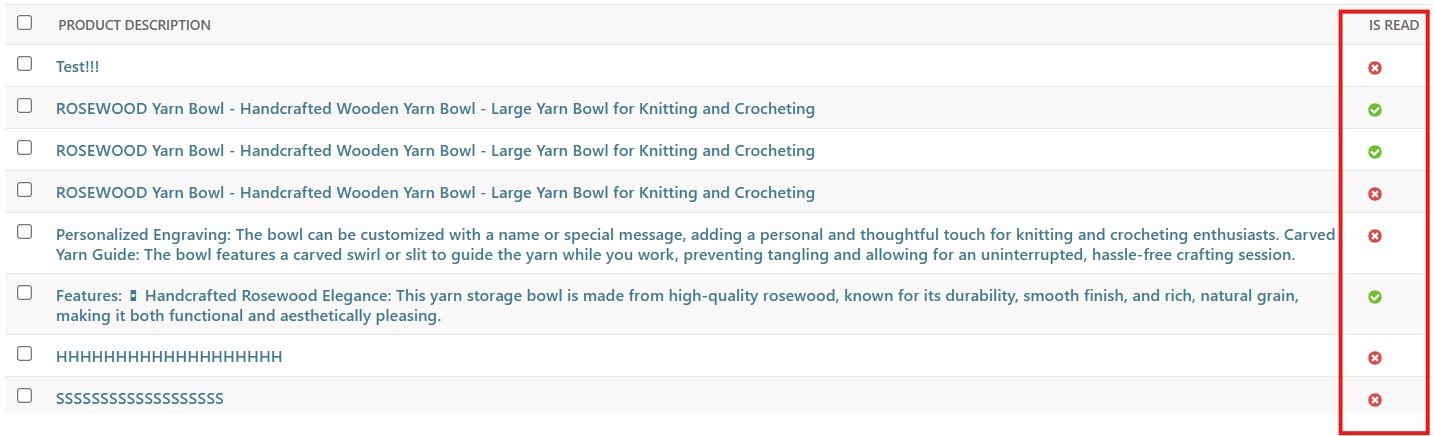 PRODUCT DESCRIPTION IS READ
Test!!!
ROSEWOOD Yarn Bowl - Handcrafted Wooden Yarn Bowl - Large Yarn Bowl for Knitting and Crocheting
ROSEWOOD Yarn Bowl - Handcrafted Wooden Yarn Bowl - Large Yarn Bowl for Knitting and Crocheting
ROSEWOOD Yarn Bowl - Handcrafted Wooden Yarn Bowl - Large Yarn Bowl for Knitting and Crocheting
Personalized Engraving: The bowl can be customized with a name or special message, adding a personal and thoughtful touch for knitting and crocheting enthusiasts. Carved
Yarn Guide: The bowl features a carved swirl or slit to guide the yarn while you work, preventing tangling and allowing for an uninterrupted, hassle-free crafting session.
Features: Handcrafted Rosewood Elegance: This yarn storage bowl is made from high-quality rosewood, known for its durability, smooth finish, and rich, natural grain,
making it both functional and aesthetically pleasing.
HHHHHHHHHHHHHHHHHHH
SSSSSSSSSSSSSSSSSSS